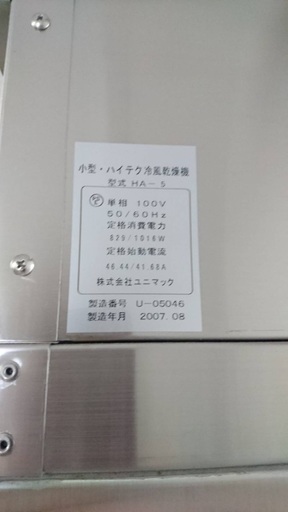 小型・ハイテク冷風乾燥機
型式 HA-5
単相 100V
50/60Hz
定格消費電力
829/1016W
定格始動電流
46.44/41.68A
株式会社ユニマック
製造番号 U-05046
製造年月 2007.08